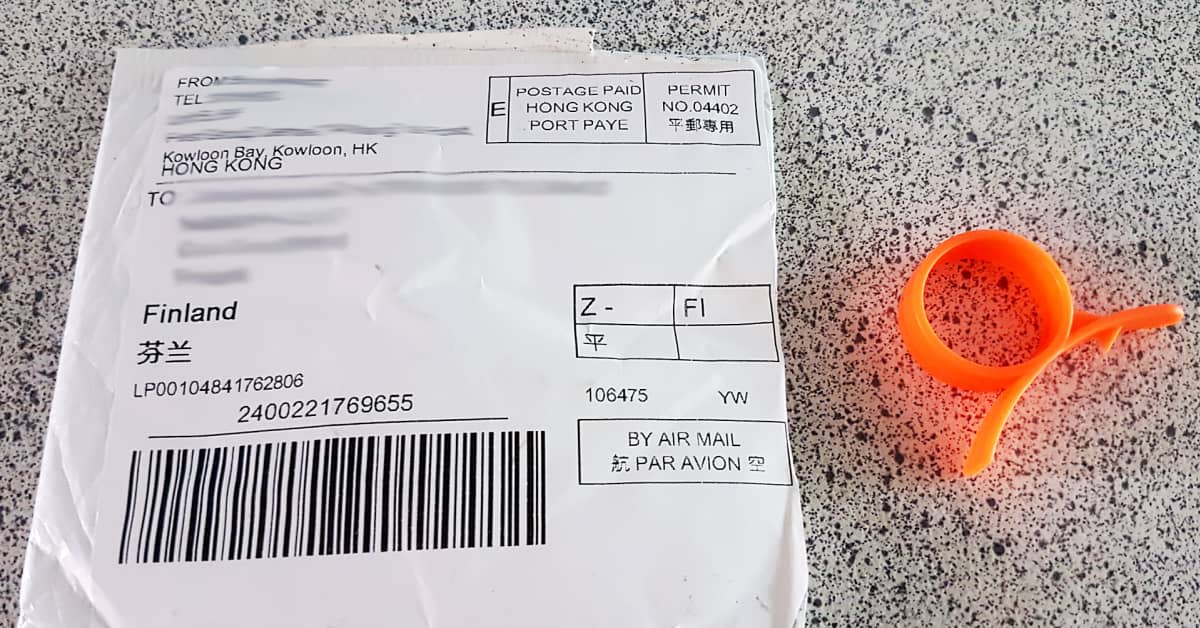 FROM
TEL
Kowloon Bay, Kowloon, HK
HONG KONG
E
POSTAGE PAID
HONG KONG
PORT PAYE
PERMIT
NO.04402
平郵專用
TO
Finland
芬兰
LP00104841762806
2400221769655
Z -
FI
平
106475
YW
BY AIR MAIL
航 PAR AVION 空